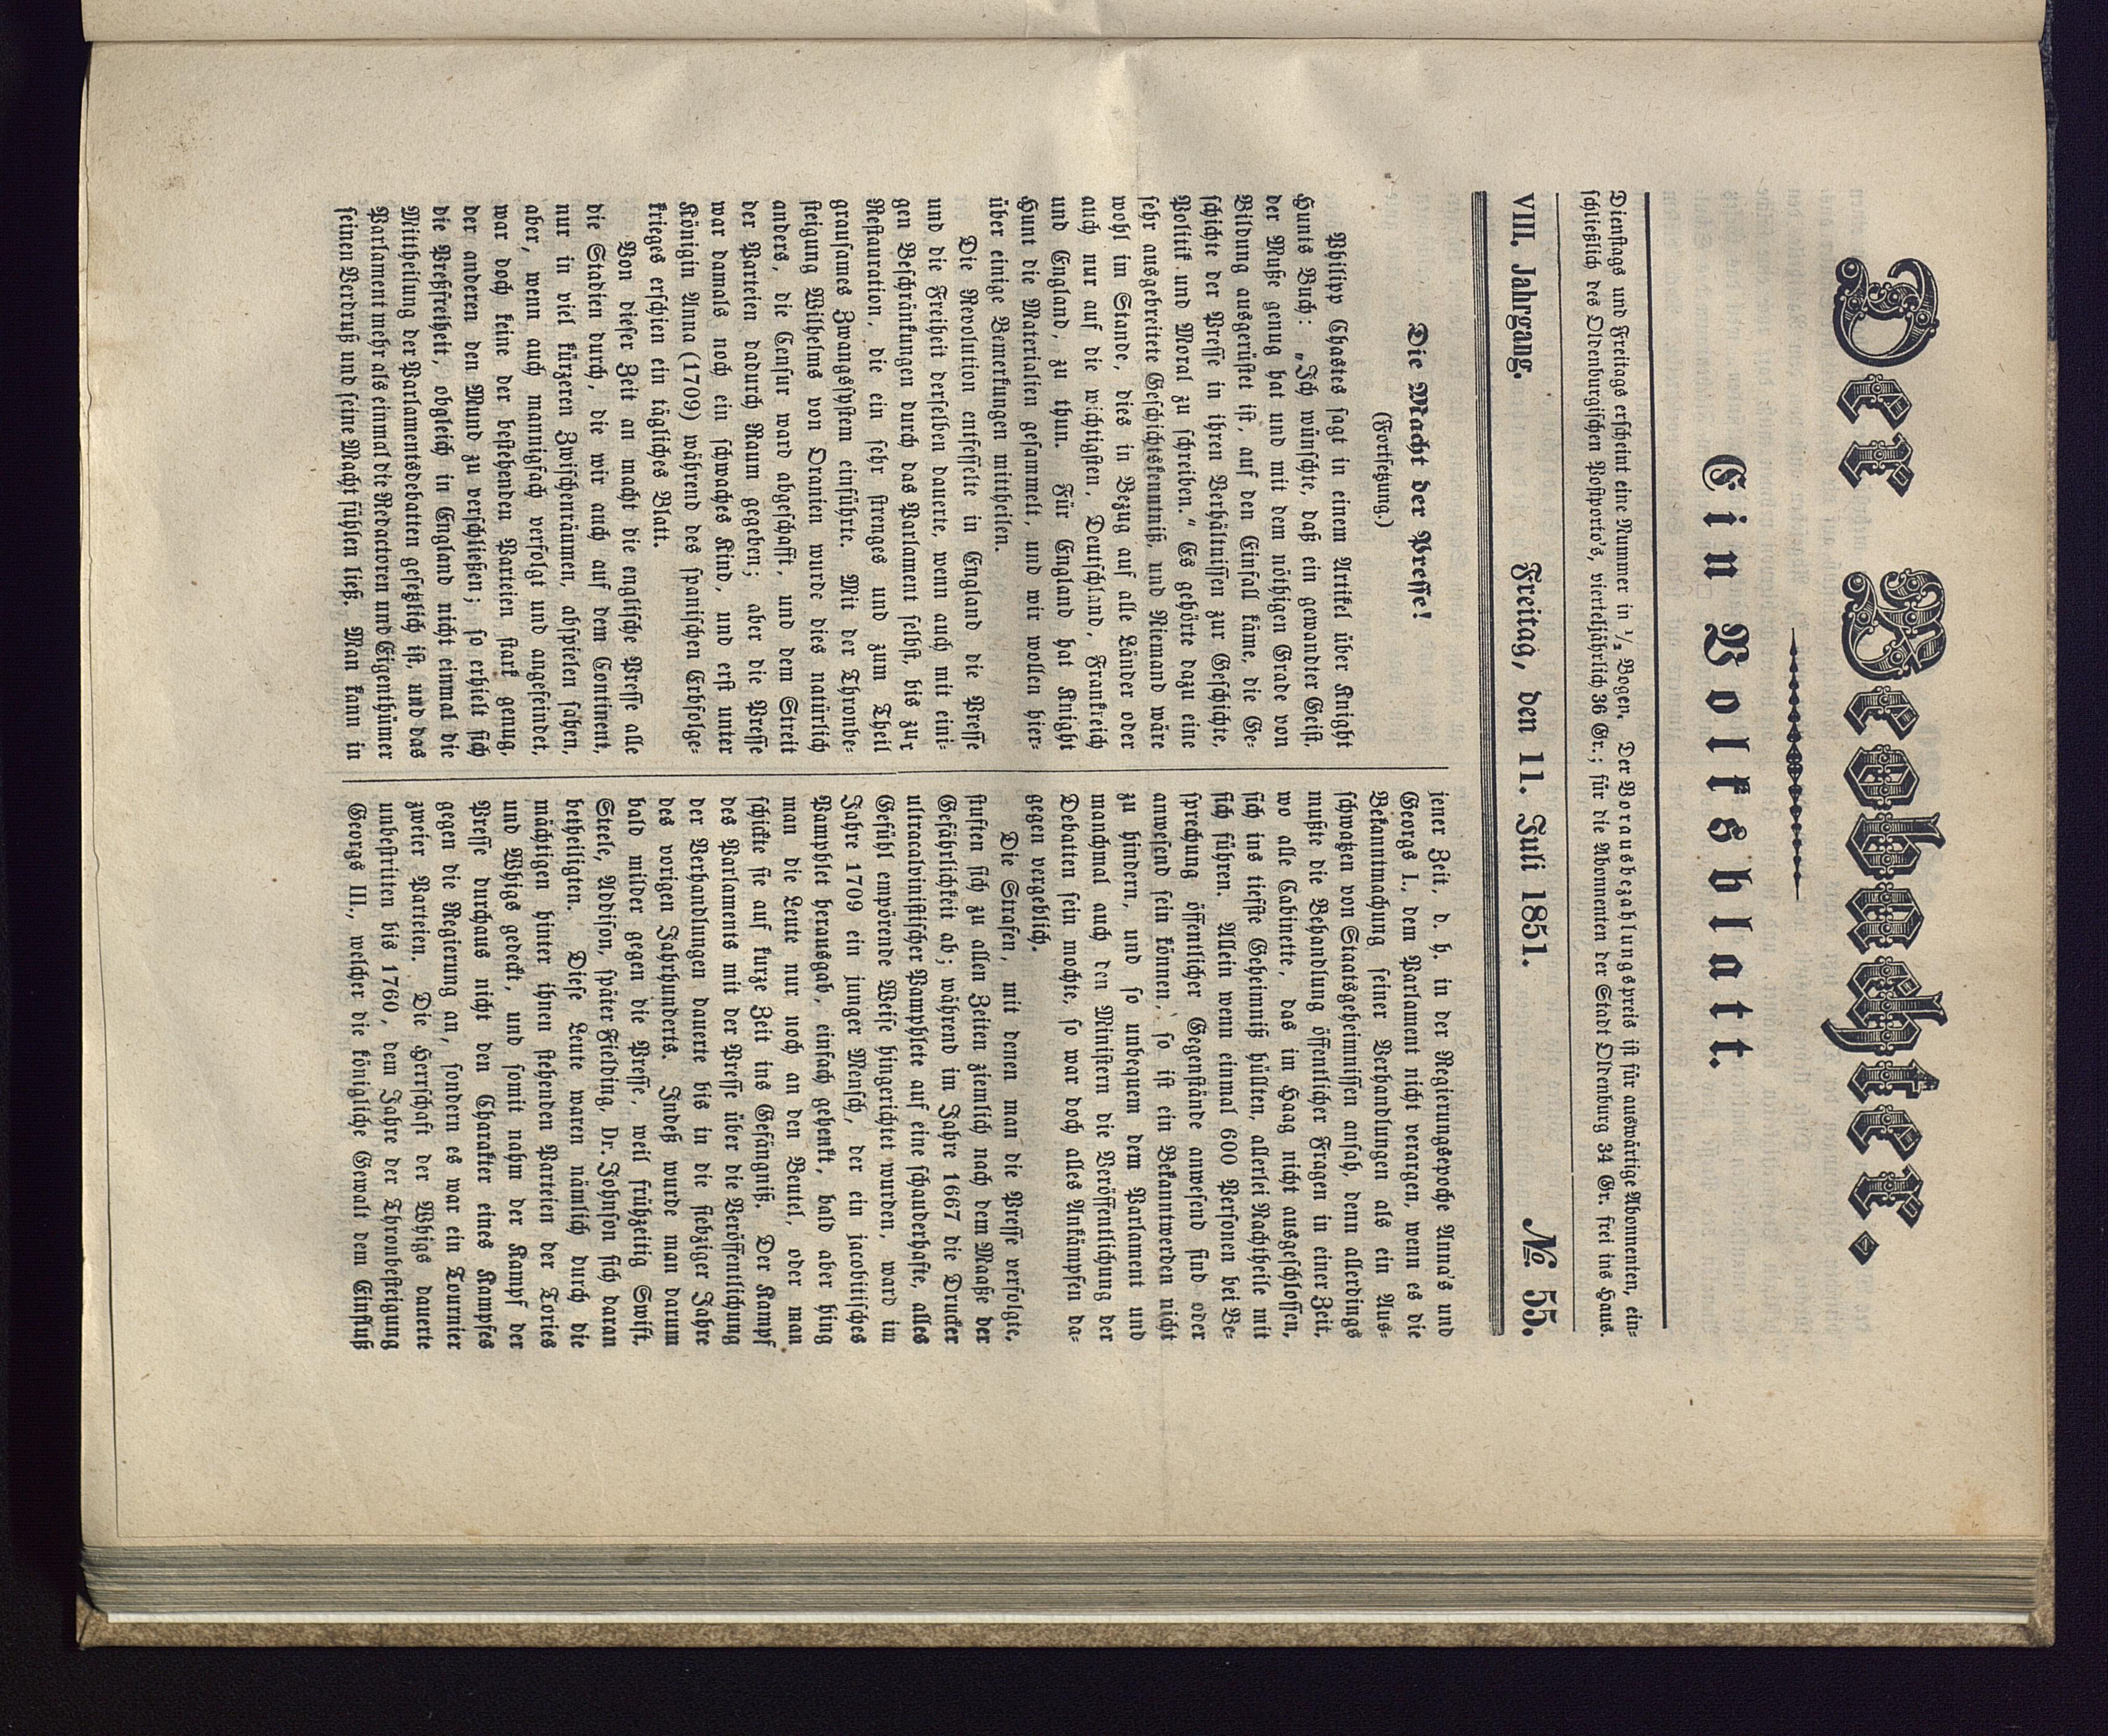 Der Beobachter.
Ein Volksblatt.
Dienstags und Freitags erscheint eine Nummer in ½ Bogen. Der Vorausbezahlungspreis ist für auswärtige Abonnenten, ein-
schließlich des Oldenburgischen Postporto's, vierteljährlich 36 Gr.; für die Abonnenten der Stadt Oldenburg 34 Gr. frei ins Haus.
VIII. Jahrgang. Freitag, den 11. Juli 1851. № 55.
Die Macht der Presse!
(Fortsetzung.)
Philipp Chastes sagt in einem Artikel über Knight
Hunts Buch: „Ich wünschte, daß ein gewandter Geist,
der Muße genug hat und mit dem nöthigen Grade von
Bildung ausgerüstet ist, auf den Einfall käme, die Ge-
schichte der Presse in ihren Verhältnissen zur Geschichte,
Politik und Moral zu schreiben.“ Es gehörte dazu eine
sehr ausgebreitete Geschichtskenntniß, und Niemand wäre
wohl im Stande, dies in Bezug auf alle Länder oder
auch nur auf die wichtigsten, Deutschland, Frankreich
und England, zu thun. Für England hat Knight
Hunt die Materialien gesammelt, und wir wollen hier-
über einige Bemerkungen mittheilen.
Die Revolution entfesselte in England die Presse
und die Freiheit derselben dauerte, wenn auch mit eini-
gen Beschränkungen durch das Parlament selbst, bis zur
Restauration, die ein sehr strenges und zum Theil
grausames Zwangssystem einführte. Mit der Thronbe-
steigung Wilhelms von Oranien wurde dies natürlich
anders, die Censur ward abgeschafft, und dem Streit
der Parteien dadurch Raum gegeben; aber die Presse
war damals noch ein schwaches Kind, und erst unter
Königin Anna (1709) während des spanischen Erbfolge-
krieges erschien ein tägliches Blatt.
Von dieser Zeit an macht die englische Presse alle
die Stadien durch, die wir auch auf dem Continent,
nur in viel kürzeren Zwischenräumen, abspielen sahen,
aber, wenn auch mannigfach verfolgt und angefeindet,
war doch keine der bestehenden Parteien stark genug,
der anderen den Mund zu verschließen; so erhielt sich
die Preßfreiheit, obgleich in England nicht einmal die
Mittheilung der Parlamentsdebatten gesetzlich ist, und das
Parlament mehr als einmal die Redactoren und Eigenthümer
seinen Verdruß und seine Macht fühlen ließ. Man kann in
jener Zeit, d. h. in der Regierungsepoche Anna's und
Georgs I., dem Parlament nicht verargen, wenn es die
Bekanntmachung seiner Verhandlungen als ein Aus-
schwatzen von Staatsgeheimnissen ansah, denn allerdings
mußte die Behandlung öffentlicher Fragen in einer Zeit,
wo alle Cabinette, das im Haag nicht ausgeschlossen,
sich ins tiefste Geheimniß hüllten, allerlei Nachtheile mit
sich führen. Allein wenn einmal 600 Personen bei Be-
sprechung öffentlicher Gegenstände anwesend sind oder
anwesend sein können, so ist ein Bekanntwerden nicht
zu hindern, und so unbequem dem Parlament und
manchmal auch den Ministern die Veröffentlichung der
Debatten sein mochte, so war doch alles Ankämpfen da-
gegen vergeblich.
Die Strafen, mit denen man die Presse verfolgte,
stuften sich zu allen Zeiten ziemlich nach dem Maaße der
Gefährlichkeit ab; während im Jahre 1667 die Drucker
ultracalvinistischer Pamphlete auf eine schauderhafte, alles
Gefühl empörende Weise hingerichtet wurden, ward im
Jahre 1709 ein junger Mensch, der ein jacobitisches
Pamphlet herausgab, einfach gehenkt, bald aber hing
man die Leute nur noch an den Beutel, oder man
schickte sie auf kurze Zeit ins Gefängniß. Der Kampf
des Parlaments mit der Presse über die Veröffentlichung
der Verhandlungen dauerte bis in die siebziger Jahre
des vorigen Jahrhunderts. Indeß wurde man darum
bald milder gegen die Presse, weil frühzeitig Swift,
Steele, Addison, später Fielding, Dr. Johnson sich daran
betheiligten. Diese Leute waren nämlich durch die
mächtigen hinter ihnen stehenden Parteien der Tories
und Whigs gedeckt, und somit nahm der Kampf der
Presse durchaus nicht den Charakter eines Kampfes
gegen die Regierung an, sondern es war ein Tournier
zweier Parteien. Die Herrschaft der Whigs dauerte
unbestritten bis 1760, dem Jahre der Thronbesteigung
Georgs III., welcher die königliche Gewalt dem Einfluß